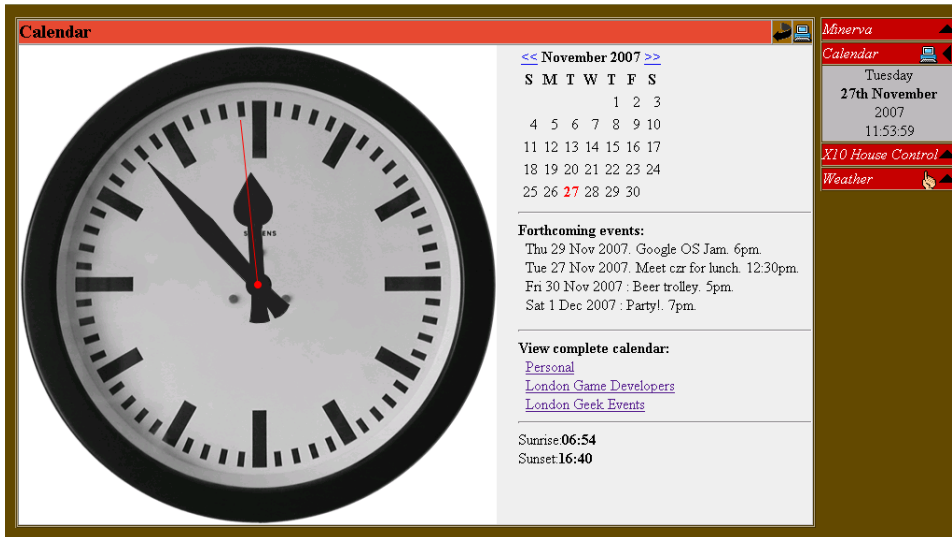 Calendar
<< November 2007 >>
S M T W T F S
1 2 3
4 5 6 7 8 9 10
11 12 13 14 15 16 17
18 19 20 21 22 23 24
25 26 27 28 29 30
Forthcoming events:
Thu 29 Nov 2007. Google OS Jam. 6pm.
Tue 27 Nov 2007. Meet czr for lunch. 12:30pm.
Fri 30 Nov 2007 : Beer trolley. 5pm.
Sat 1 Dec 2007 : Party!. 7pm.
View complete calendar:
Personal
London Game Developers
London Geek Events
Sunrise:06:54
Sunset:16:40
Minerva
Calendar
Tuesday
27th November
2007
11:53:59
X10 House Control
Weather